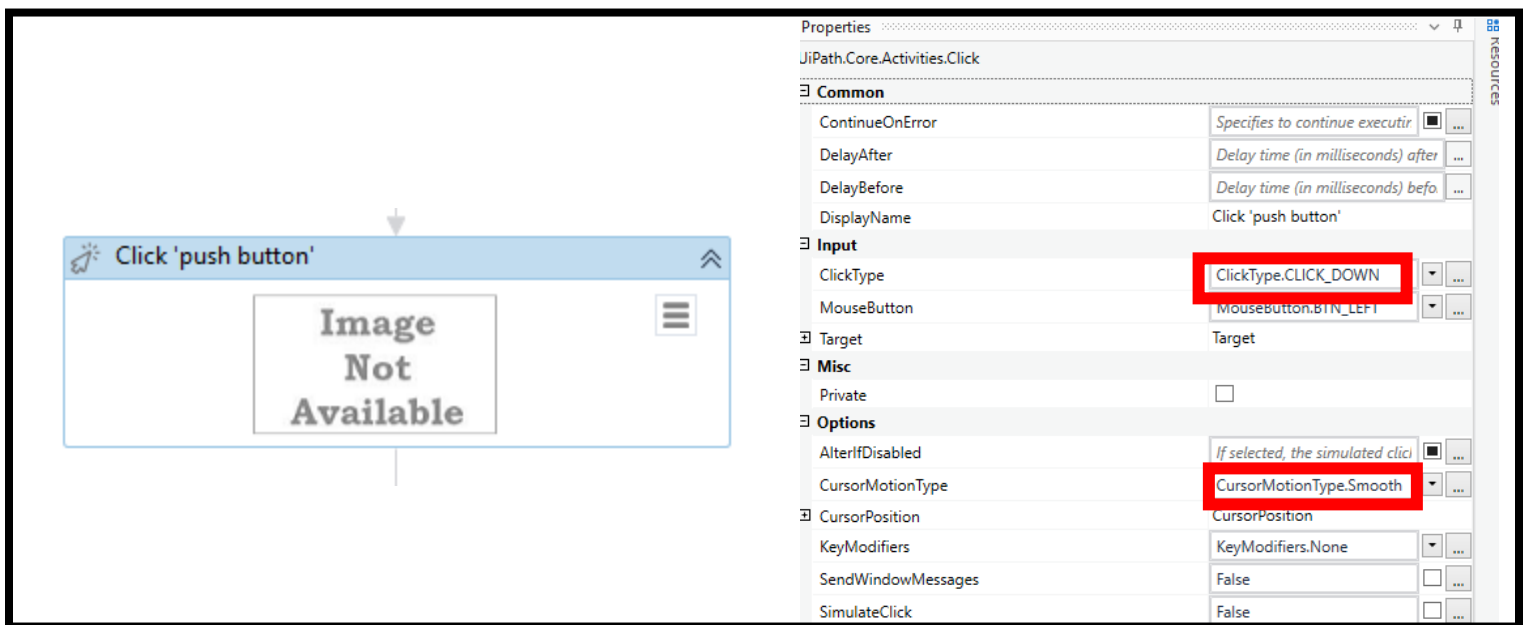 Click 'push button'
Image
Not
Available
Properties
UiPath.Core.Activities.Click
Common
ContinueOnError Specifies to continue executir ...
DelayAfter Delay time (in milliseconds) after ...
DelayBefore Delay time (in milliseconds) befo. ...
DisplayName Click 'push button'
Input
ClickType ClickType.CLICK_DOWN ...
MouseButton MouseButton.BTN_LEFT ...
Target Target
Misc
Private
Options
AlterIfDisabled If selected, the simulated clicl ...
CursorMotionType CursorMotionType.Smooth ...
CursorPosition CursorPosition
KeyModifiers KeyModifiers.None ...
SendWindowMessages False ...
SimulateClick False ...
Resources